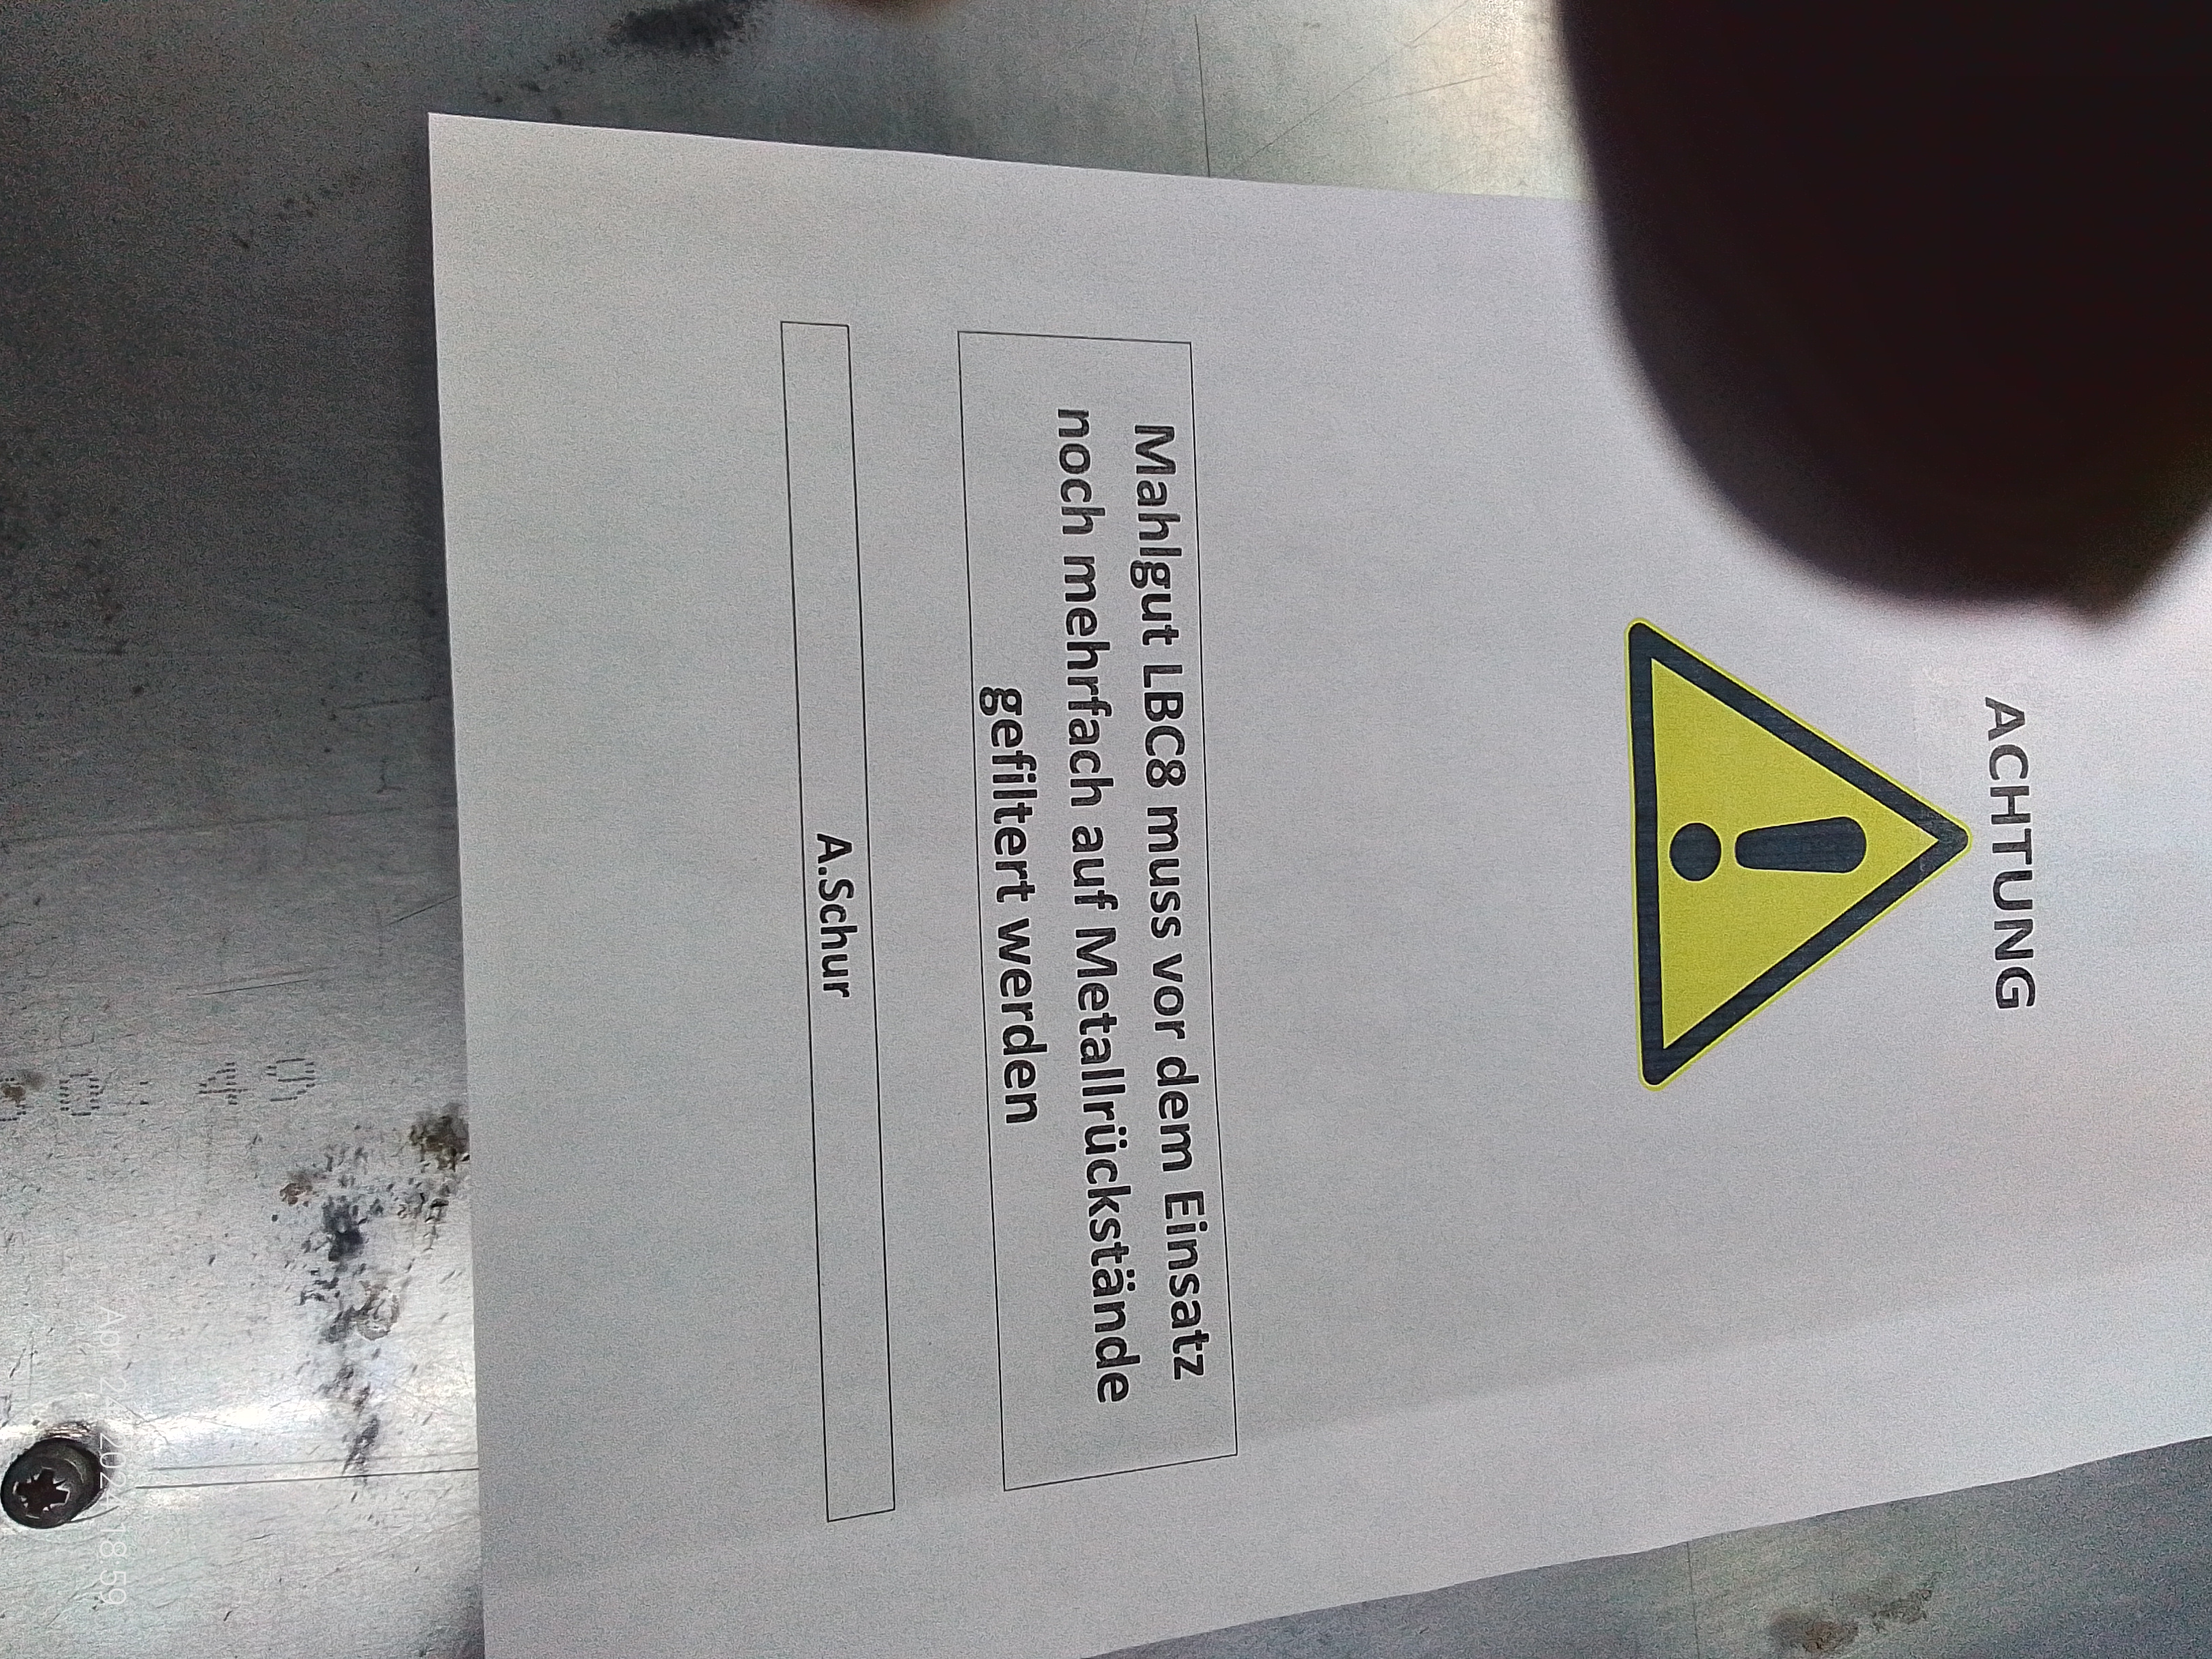 ACHTUNG
Mahlgut LBC8 muss vor dem Einsatz
noch mehrfach auf Metallrückstände
gefiltert werden
A.Schur
Apr. 24, 2024 18:59